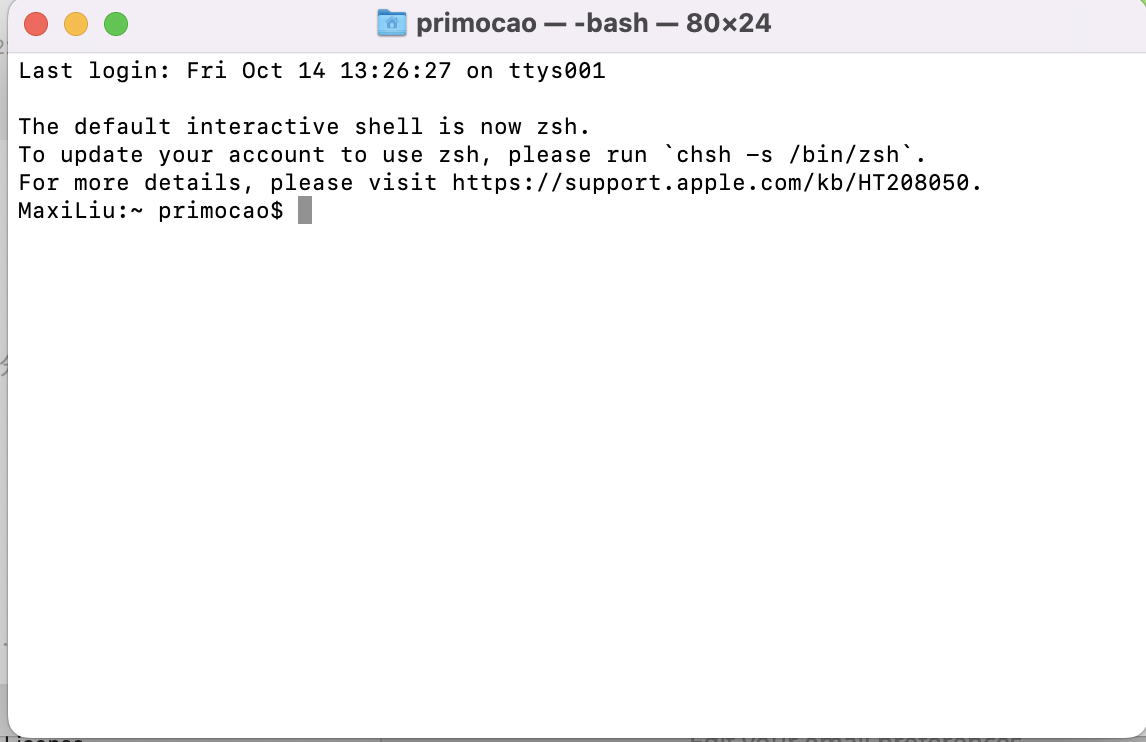 primocao — -bash — 80×24
Last login: Fri Oct 14 13:26:27 on ttys001
The default interactive shell is now zsh.
To update your account to use zsh, please run `chsh -s /bin/zsh`.
For more details, please visit https://support.apple.com/kb/HT208050.
MaxiLiu:~ primocao$